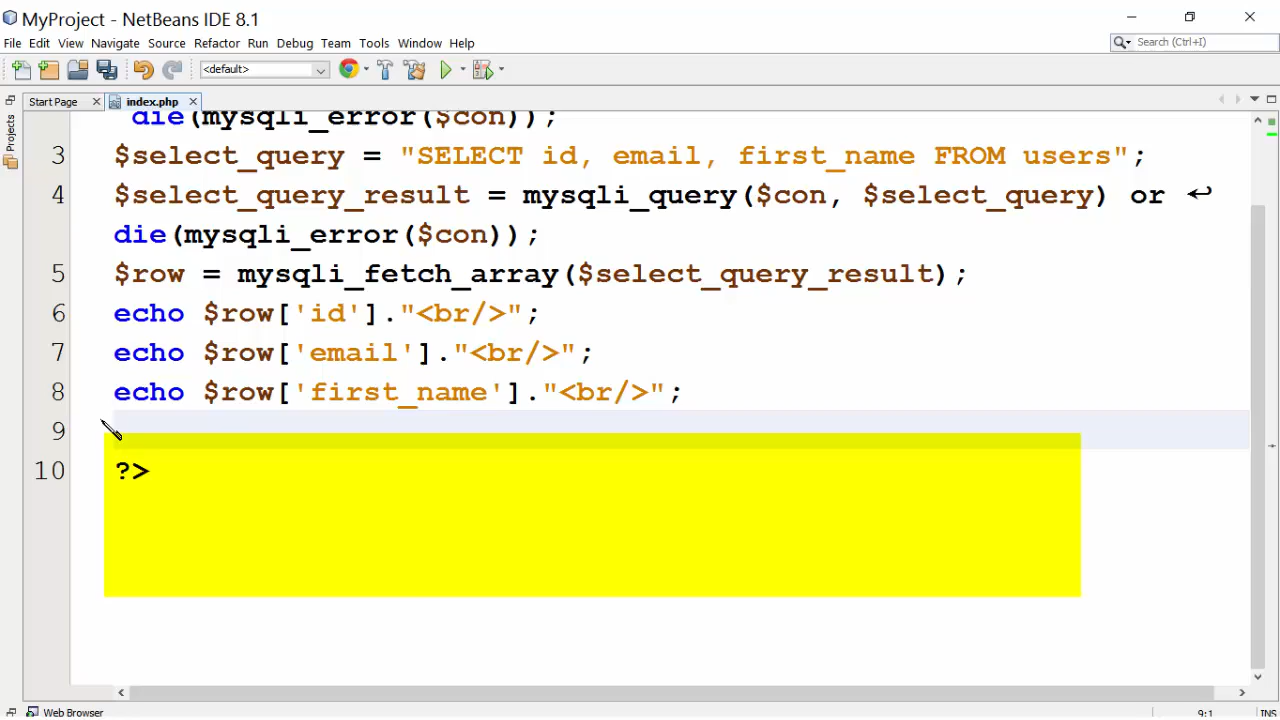 MyProject - NetBeans IDE 8.1
File Edit View Navigate Source Refactor Run Debug Team Tools Window Help
Search (Ctrl+I)
<default>
Start Page
index.php
Projects
die(mysqli_error($con));
3 $select_query = "SELECT id, email, first_name FROM users";
4 $select_query_result = mysqli_query($con, $select_query) or
die(mysqli_error($con));
5 $row = mysqli_fetch_array($select_query_result);
6 echo $row['id']."<br/>";
7 echo $row['email']."<br/>";
8 echo $row['first_name']."<br/>";
9
10 ?>
Web Browser
9:1
INS